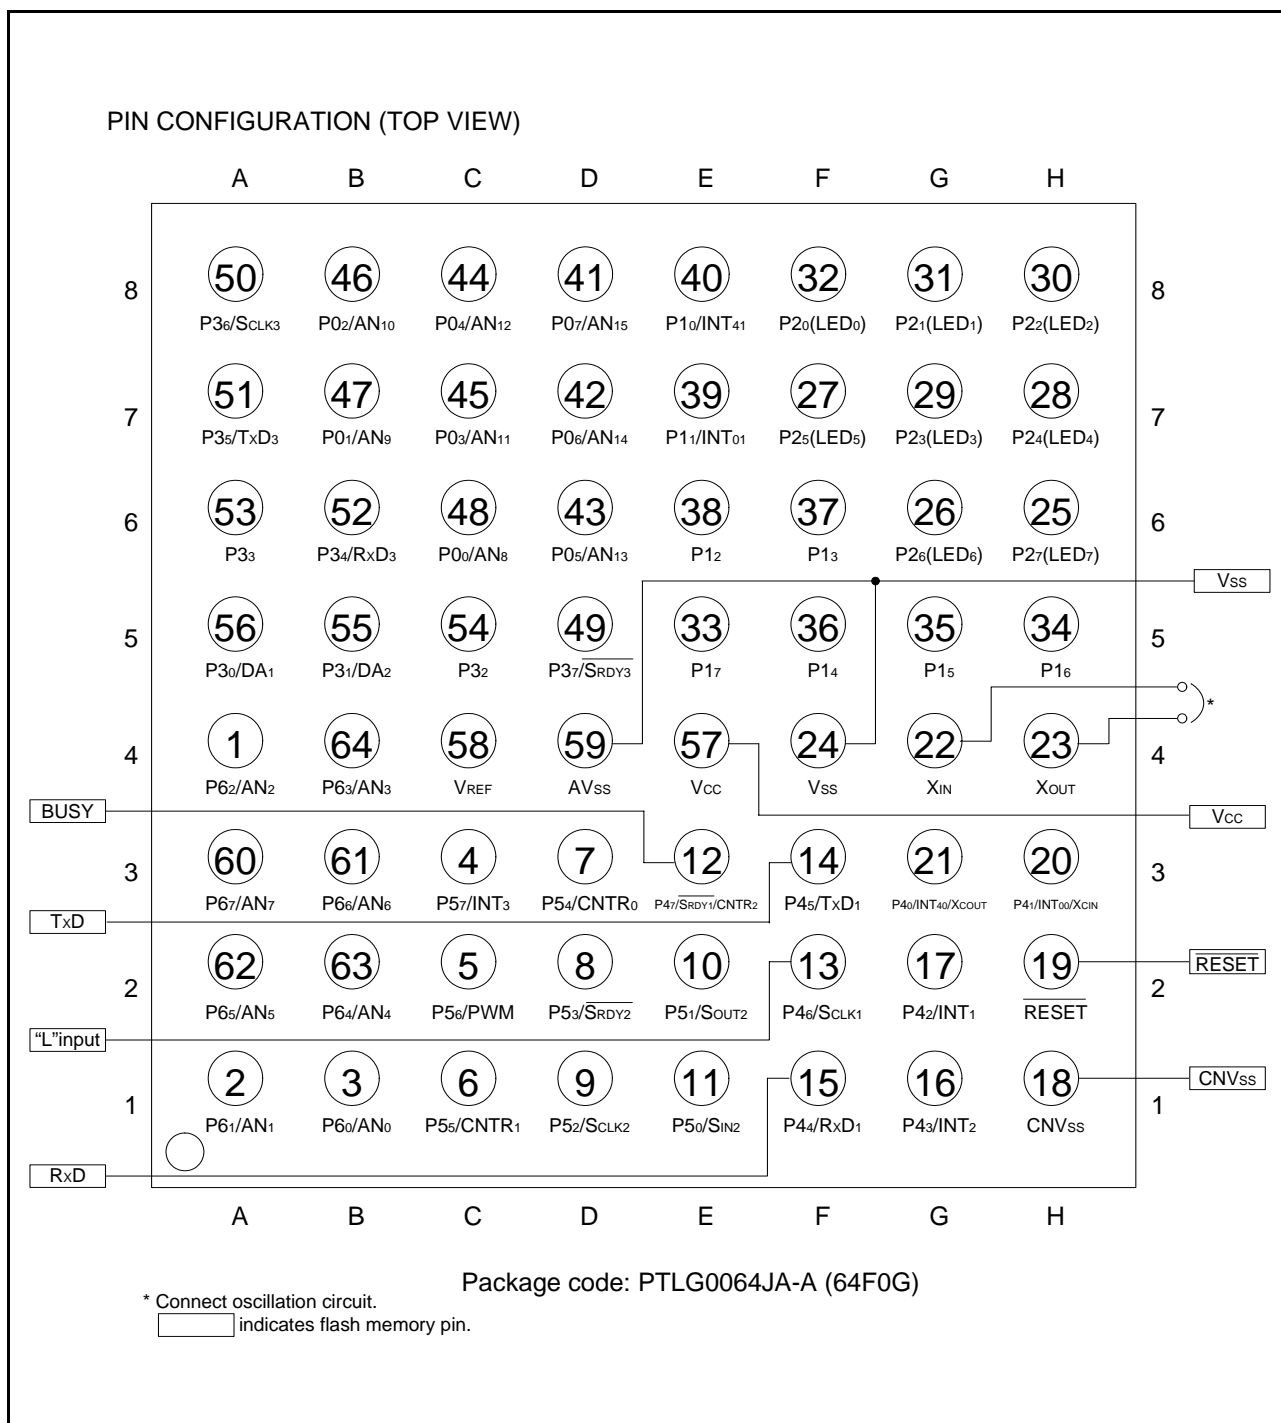 PIN CONFIGURATION (TOP VIEW)
A B C D E F G H
8 50 46 44 41 40 32 31 30 8
P36/SCLK3 P02/AN10 P04/AN12 P07/AN15 P10/INT41 P20(LED0) P21(LED1) P22(LED2)
7 51 47 45 42 39 27 29 28 7
P35/TxD3 P01/AN9 P03/AN11 P06/AN14 P11/INT01 P25(LED5) P23(LED3) P24(LED4)
6 53 52 48 43 38 37 26 25 6
P33 P34/RxD3 P00/AN8 P05/AN13 P12 P13 P26(LED6) P27(LED7)
Vss
5 56 55 54 49 33 36 35 34 5
P30/DA1 P31/DA2 P32 P37/SRDY3 P17 P14 P15 P16
*
4 1 64 58 59 57 24 22 23 4
P62/AN2 P63/AN3 VREF AVss Vcc Vss XIN XOUT
BUSY
Vcc
3 60 61 4 7 12 14 21 20 3
P67/AN7 P66/AN6 P57/INT3 P54/CNTR0 P47/SRDY1/CNTR2 P45/TxD1 P40/INT40/XCOUT P41/INT00/XCIN
TxD
2 62 63 5 8 10 13 17 19 2
RESET
P65/AN5 P64/AN4 P56/PWM P53/SRDY2 P51/SOUT2 P46/SCLK1 P42/INT1 RESET
“L”input
1 2 3 6 9 11 15 16 18 1
CNVss
P61/AN1 P60/AN0 P55/CNTR1 P52/SCLK2 P50/SIN2 P44/RxD1 P43/INT2 CNVss
RxD
A B C D E F G H
Package code: PTLG0064JA-A (64F0G)
* Connect oscillation circuit.
indicates flash memory pin.